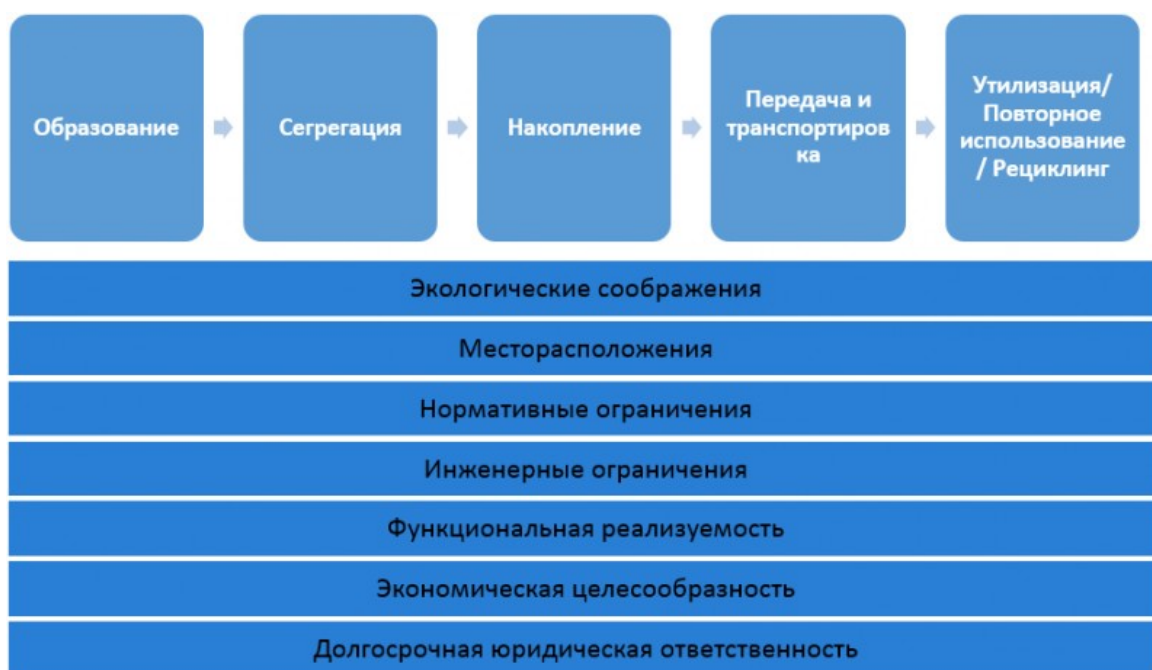 Образование
Сегрегация
Накопление
Передача и
транспортиров
ка
Утилизация/
Повторное
использование
/ Рециклинг
Экологические соображения
Месторасположения
Нормативные ограничения
Инженерные ограничения
Функциональная реализуемость
Экономическая целесообразность
Долгосрочная юридическая ответственность